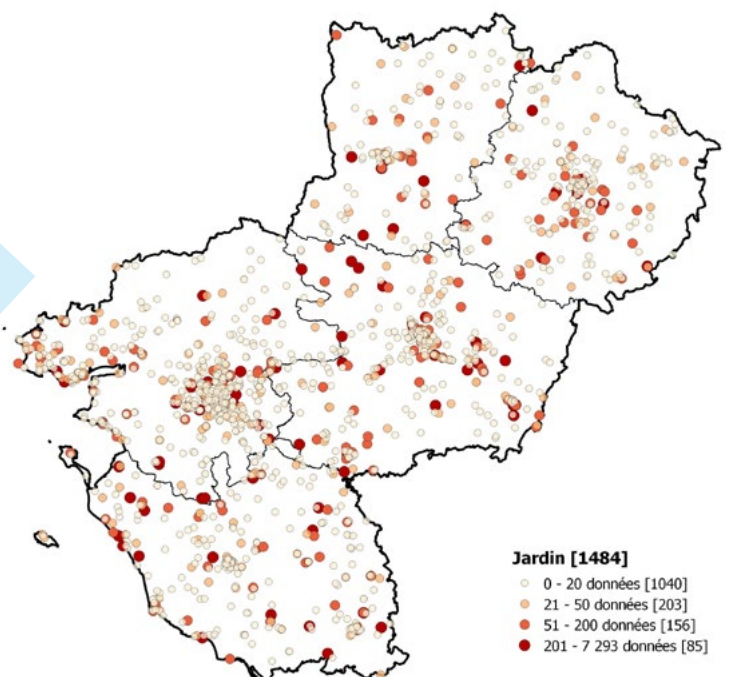 Jardin [1484]
0 - 20 données [1040]
21 - 50 données [203]
51 - 200 données [156]
201 - 7 293 données [85]